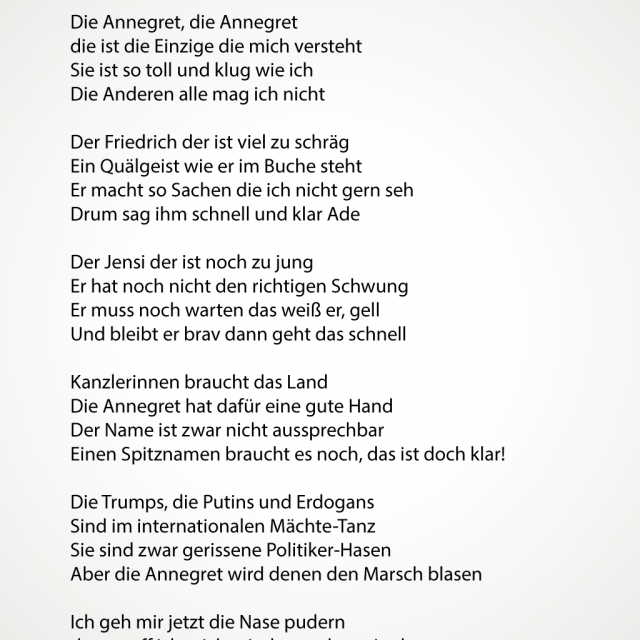 Die Annegret, die Annegret
die ist die Einzige die mich versteht
Sie ist so toll und klug wie ich
Die Anderen alle mag ich nicht
Der Friedrich der ist viel zu schräg
Ein Quälgeist wie er im Buche steht
Er macht so Sachen die ich nicht gern seh
Drum sag ihm schnell und klar Ade
Der Jensi der ist noch zu jung
Er hat noch nicht den richtigen Schwung
Er muss noch warten das weiß er, gell
Und bleibt er brav dann geht das schnell
Kanzlerinnen braucht das Land
Die Annegret hat dafür eine gute Hand
Der Name ist zwar nicht aussprechbar
Einen Spitznamen braucht es noch, das ist doch klar!
Die Trumps, die Putins und Erdogans
Sind im internationalen Mächte-Tanz
Sie sind zwar gerissene Politiker-Hasen
Aber die Annegret wird denen den Marsch blasen
Ich geh mir jetzt die Nase pudern